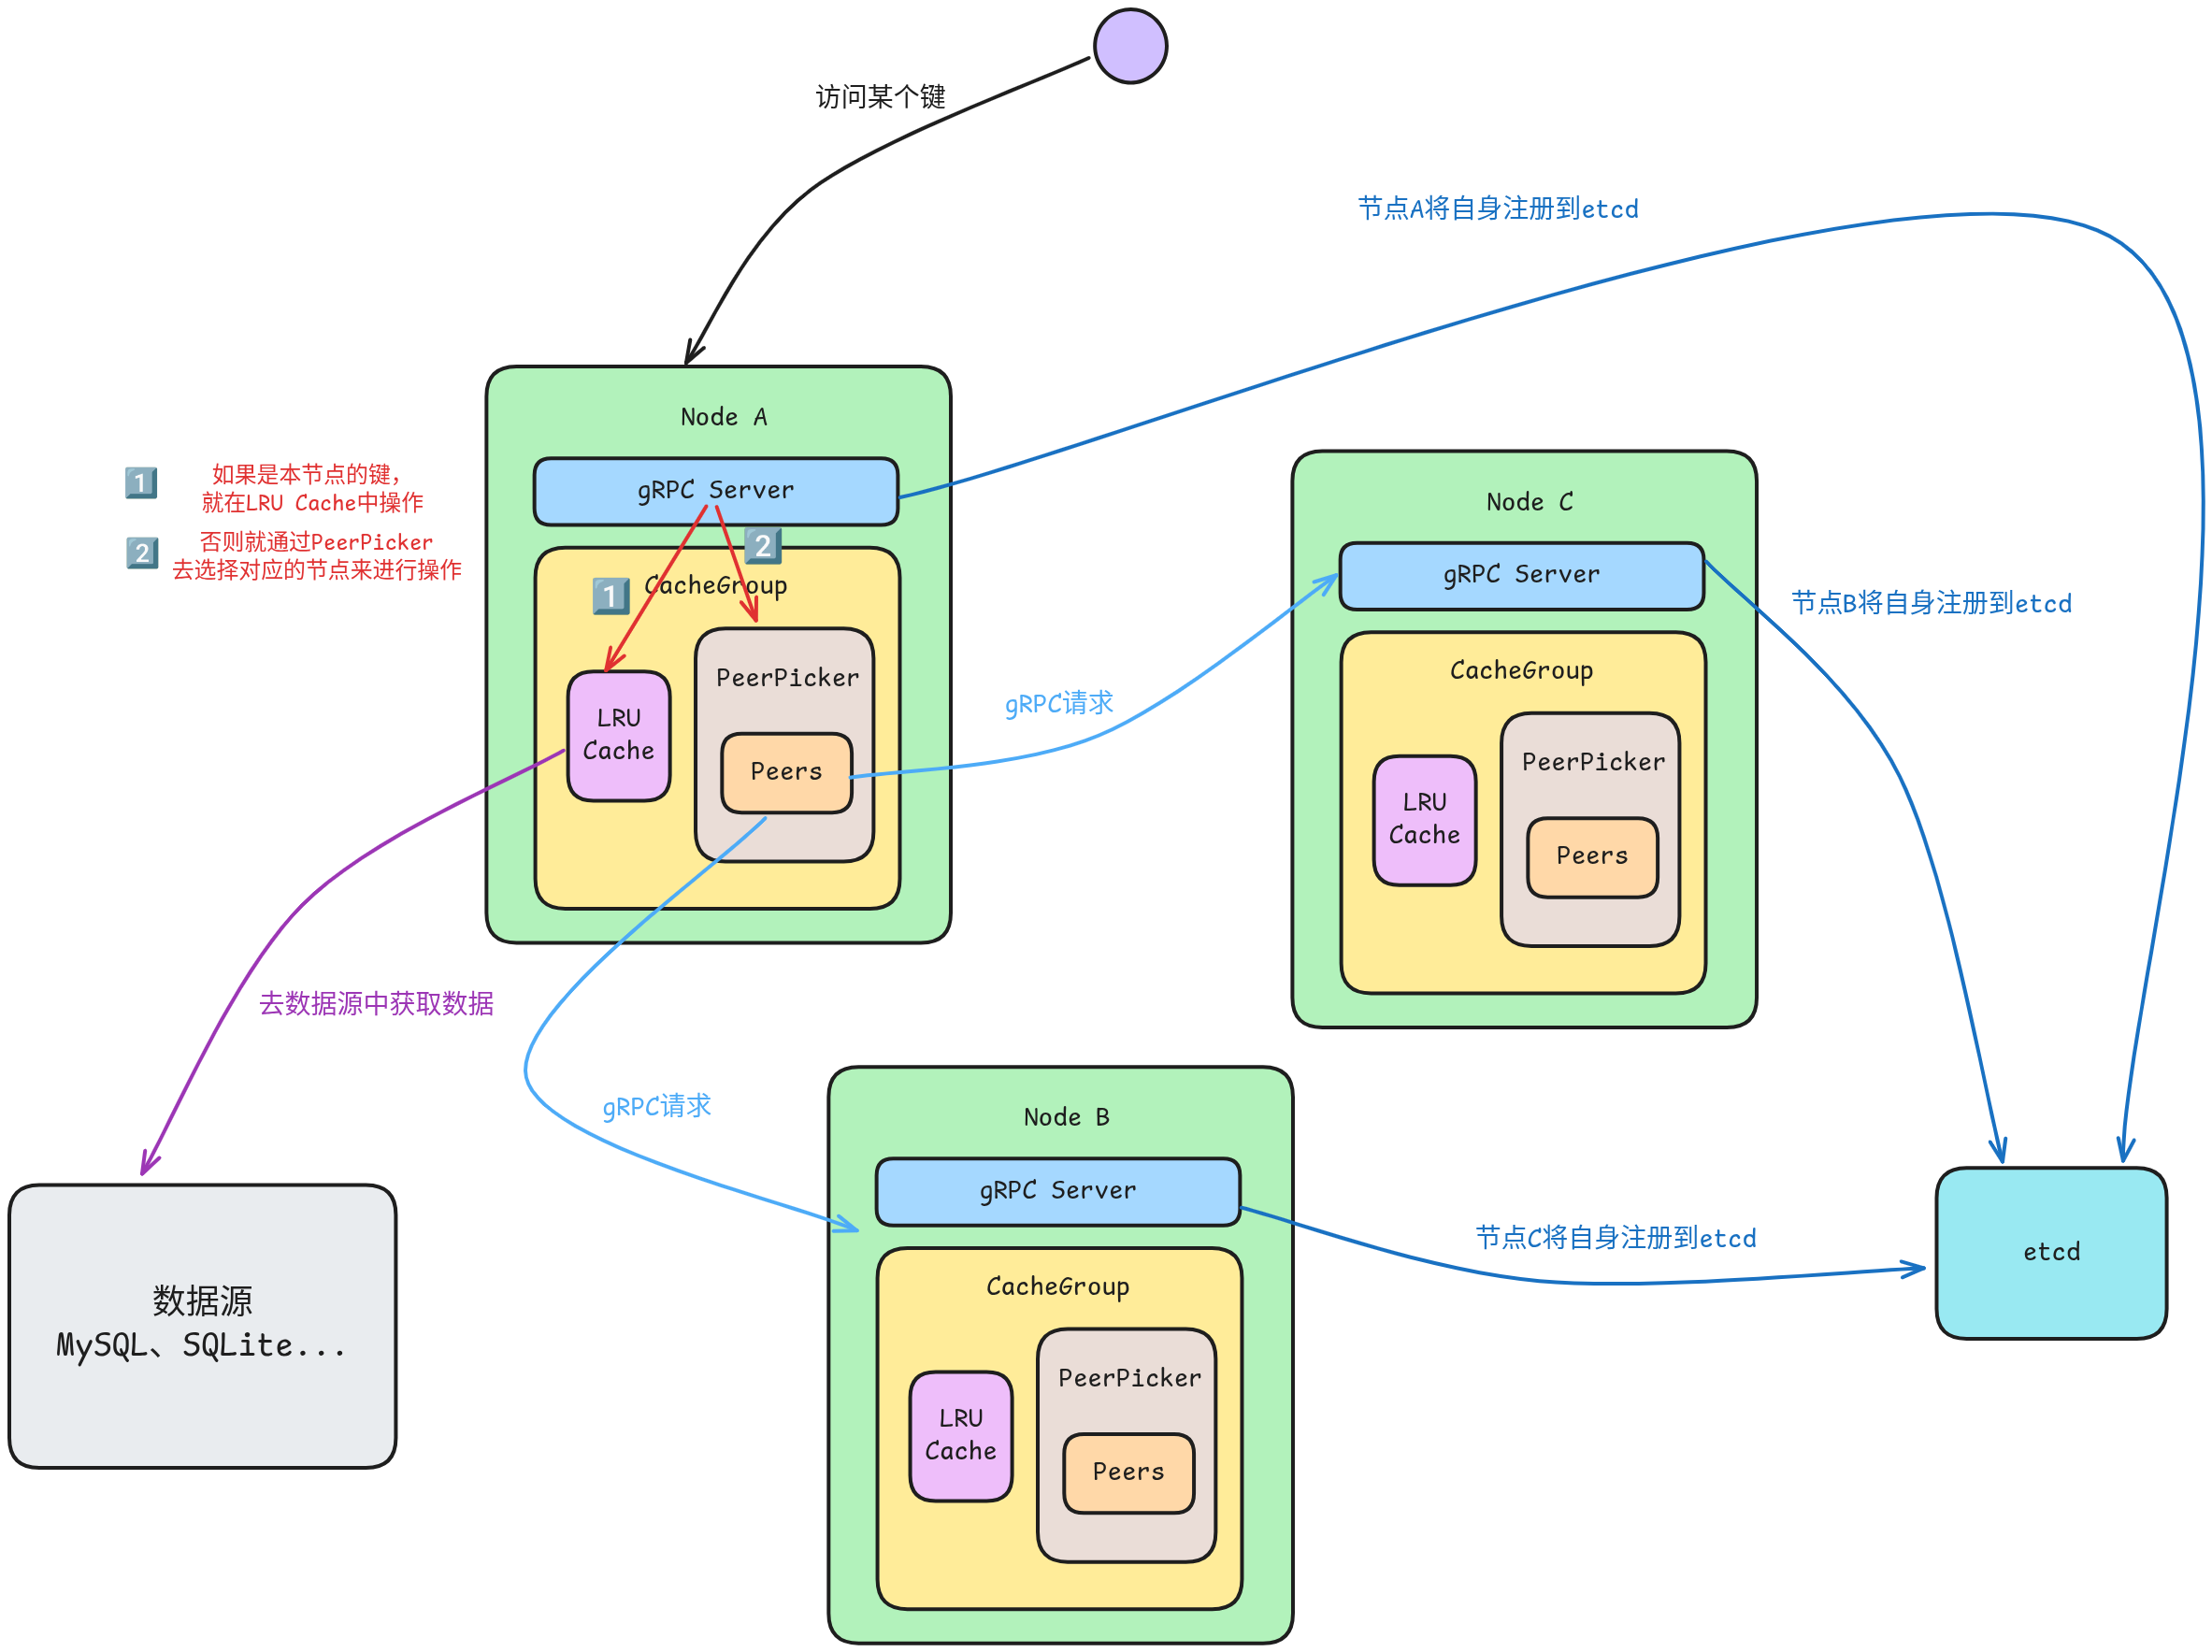 访问某个键
节点A将自身注册到etcd
Node A
gRPC Server
1
如果是本节点的键，
就在LRU Cache中操作
2
否则就通过PeerPicker
去选择对应的节点来进行操作
2
1
CacheGroup
PeerPicker
LRU
Cache
Peers
gRPC请求
Node C
gRPC Server
节点B将自身注册到etcd
CacheGroup
PeerPicker
LRU
Cache
Peers
去数据源中获取数据
gRPC请求
Node B
gRPC Server
节点C将自身注册到etcd
etcd
CacheGroup
PeerPicker
LRU
Cache
Peers
数据源
MySQL、SQLite...